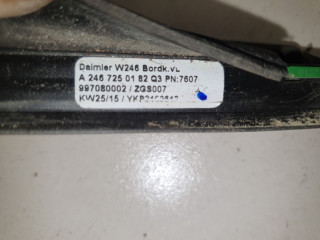 Daimler W246 Bordk.VL
A 246 725 01 82 Q3 PN:7607
997080002 / ZGS007
KW25/15 /